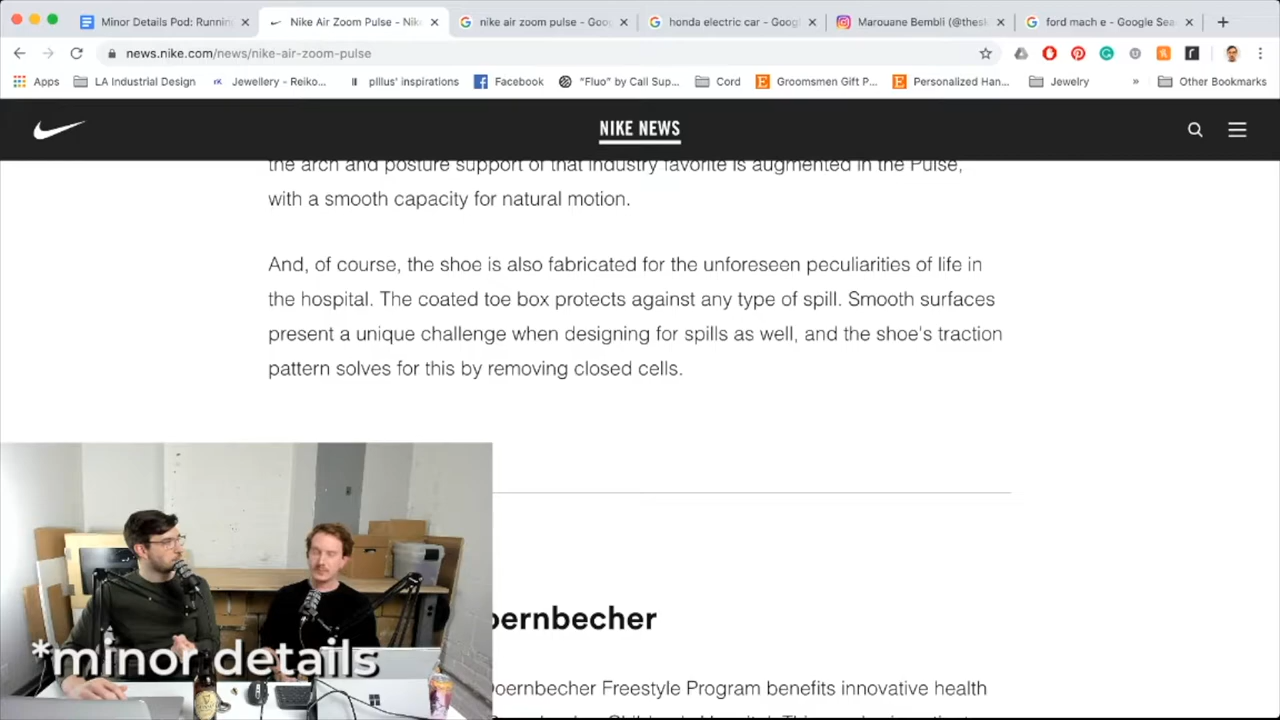 Minor Details Pod: Runnin
Nike Air Zoom Pulse - Nik
nike air zoom pulse - Goo
honda electric car - Googl
Marouane Bembli (@thesk
ford mach e - Google Sea
news.nike.com/news/nike-air-zoom-pulse
Apps
LA Industrial Design
rK
Jewellery - Reiko...
plllus' inspirations
Facebook
"Fluo" by Call Sup...
Cord
Groomsmen Gift P...
Personalized Han...
Jewelry
»
Other Bookmarks
NIKE NEWS
the arch and posture support of that industry favorite is augmented in the Pulse,
with a smooth capacity for natural motion.
And, of course, the shoe is also fabricated for the unforeseen peculiarities of life in
the hospital. The coated toe box protects against any type of spill. Smooth surfaces
present a unique challenge when designing for spills as well, and the shoe's traction
pattern solves for this by removing closed cells.
oernbecher
oernbecher Freestyle Program benefits innovative health
*minor details